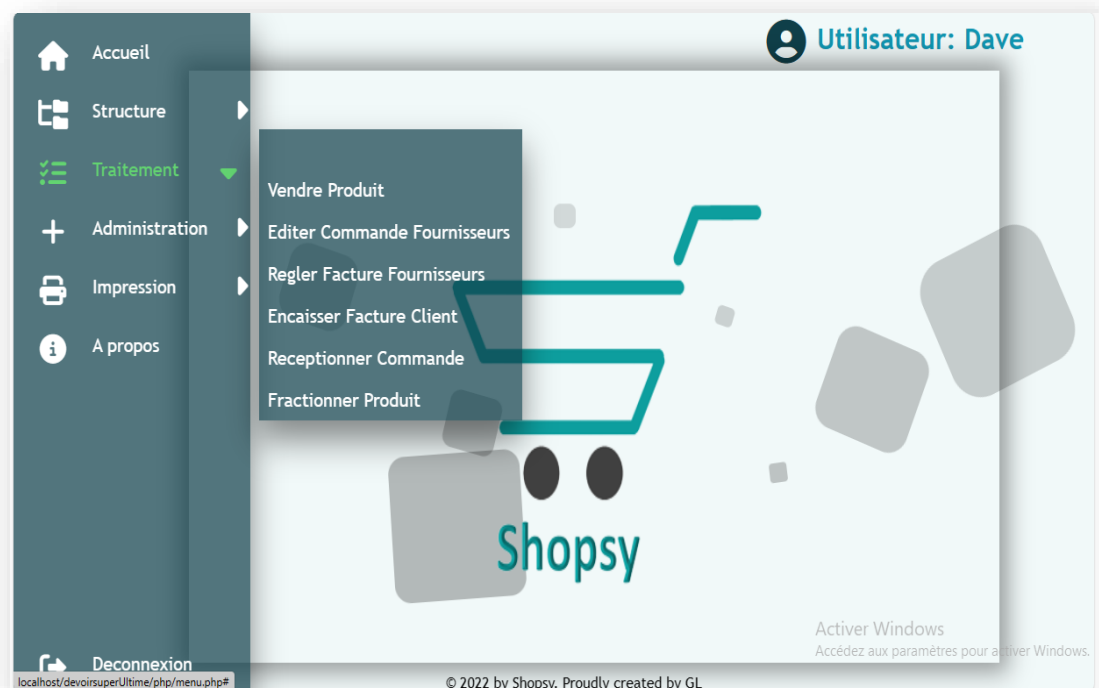 Accueil
Structure
Traitement
Administration
Impression
A propos
Deconnexion
localhost/devoirsuperUltime/php/menu.php#
Vendre Produit
Editer Commande Fournisseurs
Regler Facture Fournisseurs
Encaisser Facture Client
Receptionner Commande
Fractionner Produit
Utilisateur: Dave
Shopsy
Activer Windows
Accédez aux paramètres pour activer Windows.
© 2022 by Shopsy. Proudly created by GL